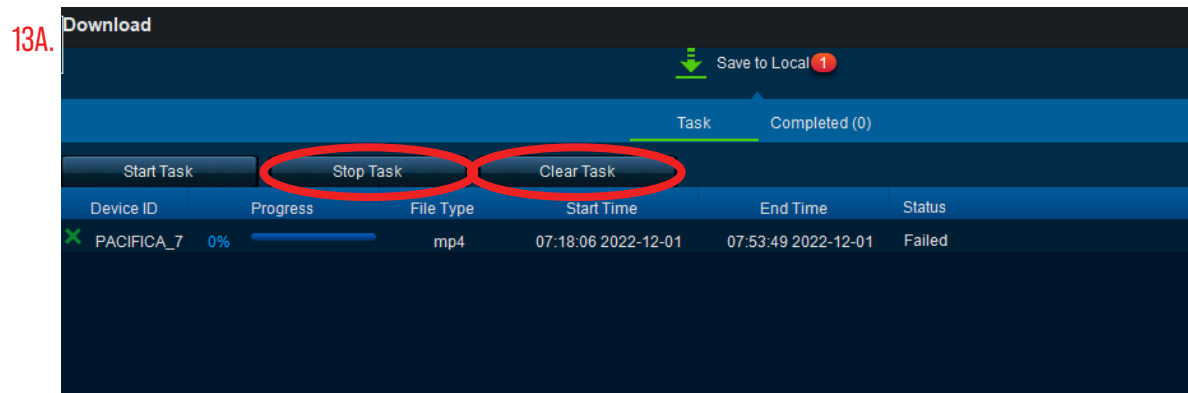 13A.
Download
Save to Local 1
Task Completed (0)
Start Task Stop Task Clear Task
Device ID Progress File Type Start Time End Time Status
PACIFICA_7 0% mp4 07:18:06 2022-12-01 07:53:49 2022-12-01 Failed